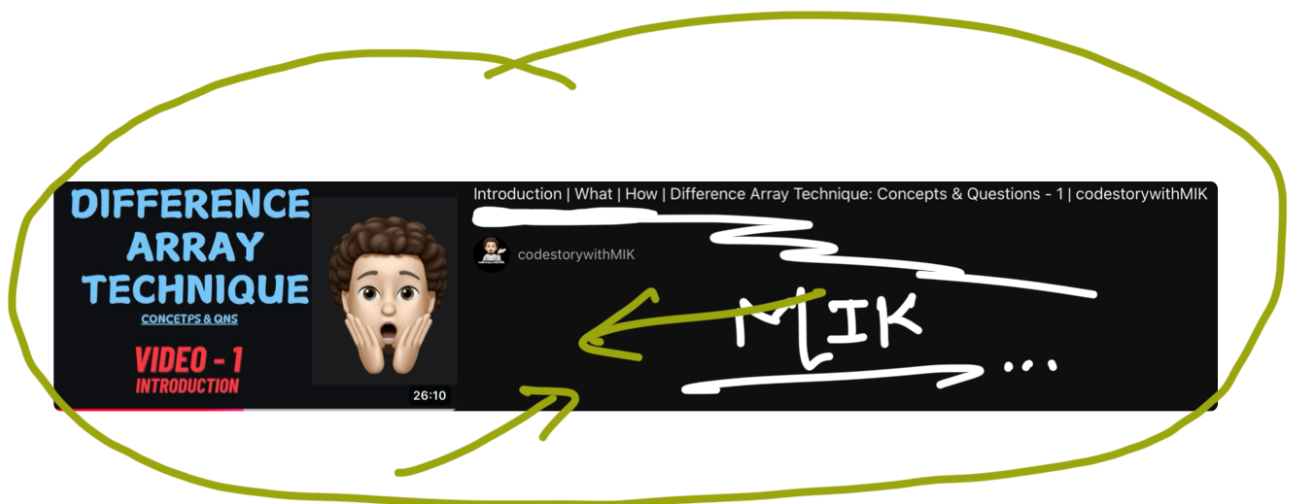 DIFFERENCE
ARRAY
TECHNIQUE
CONCETPS & QNS
VIDEO - 1
INTRODUCTION
26:10
Introduction | What | How | Difference Array Technique: Concepts & Questions - 1 | codestorywithMIK
codestorywithMIK
MIK ...